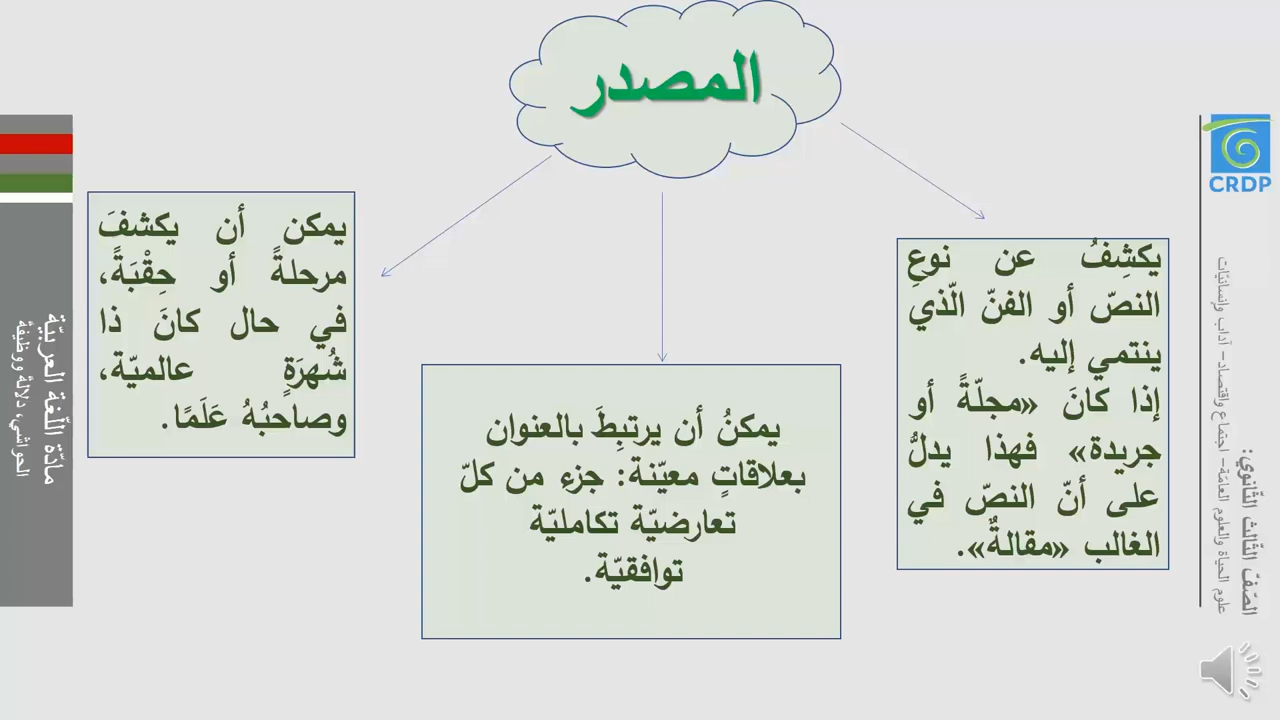 المصدر
يكشِفُ عن نوعِ
النصّ أو الفنّ الّذي
ينتمي إليه.
إذا كانَ «مجلّةً أو
جريدة» فهذا يدلُّ
على أنّ النصّ في
الغالب «مقالةٌ».
يمكنُ أن يرتبِطَ بالعنوان
بعلاقاتٍ معيّنة: جزءٍ من كلّ
تعارضيّة تكامليّة
توافقيّة.
يمكن أن يكشفَ
مرحلةً أو حِقْبَةً،
في حال كانَ ذا
شُهرَةٍ عالميّة،
وصاحبُهُ عَلَمًا.
CRDP
الصّفّ الثّالث الثّانوي:
علوم الحياة والعلوم العامّة- اجتماع واقتصاد- آداب وإنسانيّات
مادّة اللّغة العربيّة
الحواشي، دلالةً ووظيفةً